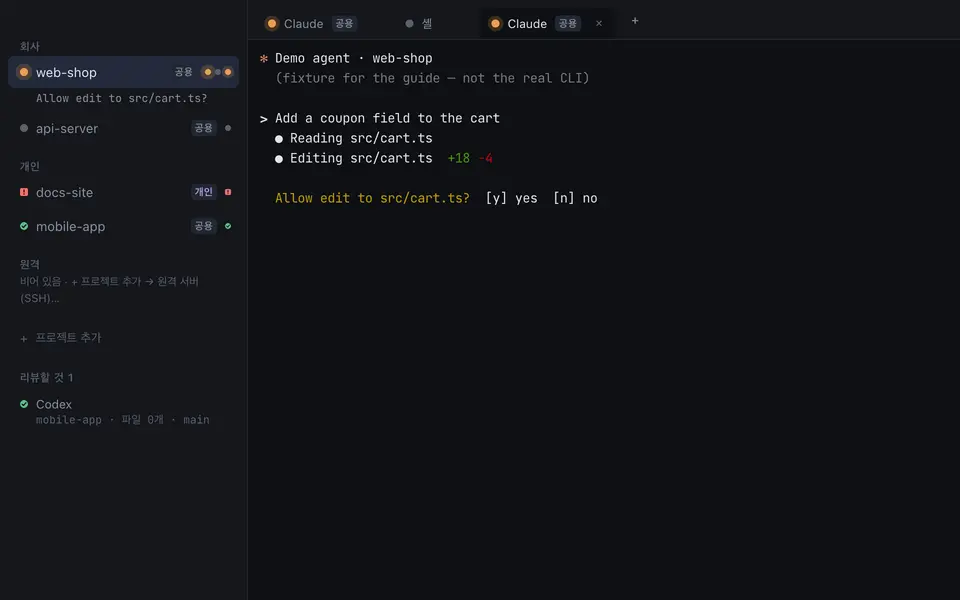 회사
web-shop 공용
Allow edit to src/cart.ts?
api-server 공용
개인
docs-site 개인
mobile-app 공용
원격
비어 있음 · + 프로젝트 추가 → 원격 서버
(SSH)...
+ 프로젝트 추가
리뷰할 것 1
Codex
mobile-app · 파일 0개 · main
Claude 공용 셸 Claude 공용 × +
* Demo agent · web-shop
(fixture for the guide — not the real CLI)
> Add a coupon field to the cart
● Reading src/cart.ts
● Editing src/cart.ts +18 -4
Allow edit to src/cart.ts? [y] yes [n] no